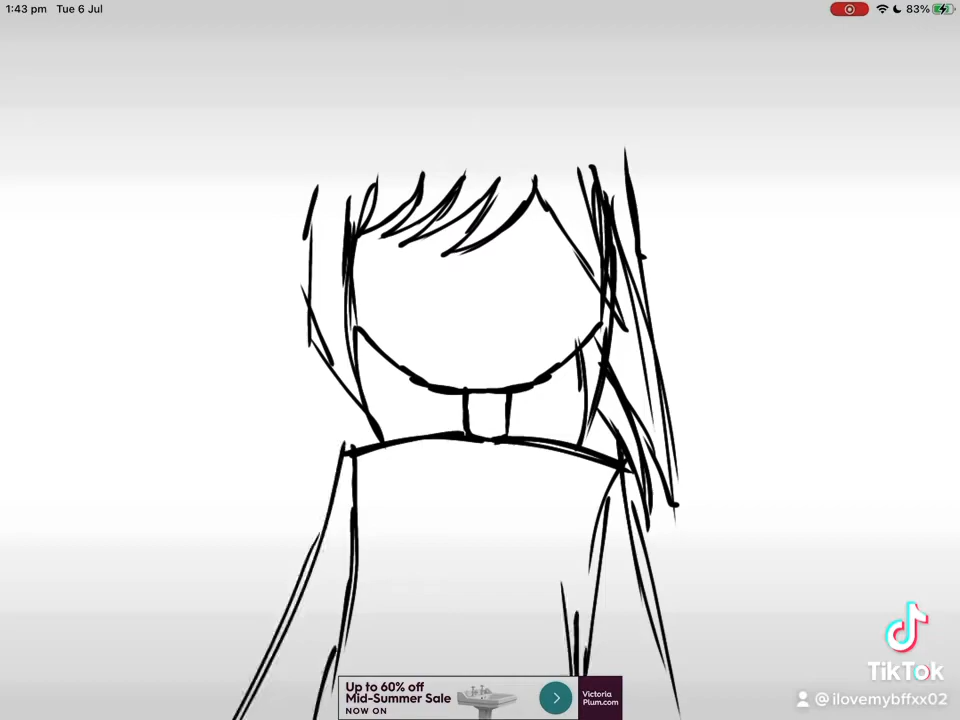 1:43 pm Tue 6 Jul
83%
Up to 60% off
Mid-Summer Sale
NOW ON
Victoria
Plum.com
TikTok
@ilovemybffxx02